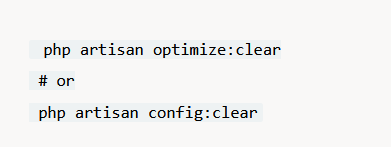 php artisan optimize:clear
# or
php artisan config:clear